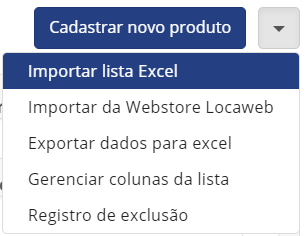 Cadastrar novo produto
Importar lista Excel
Importar da Webstore Locaweb
Exportar dados para excel
Gerenciar colunas da lista
Registro de exclusão